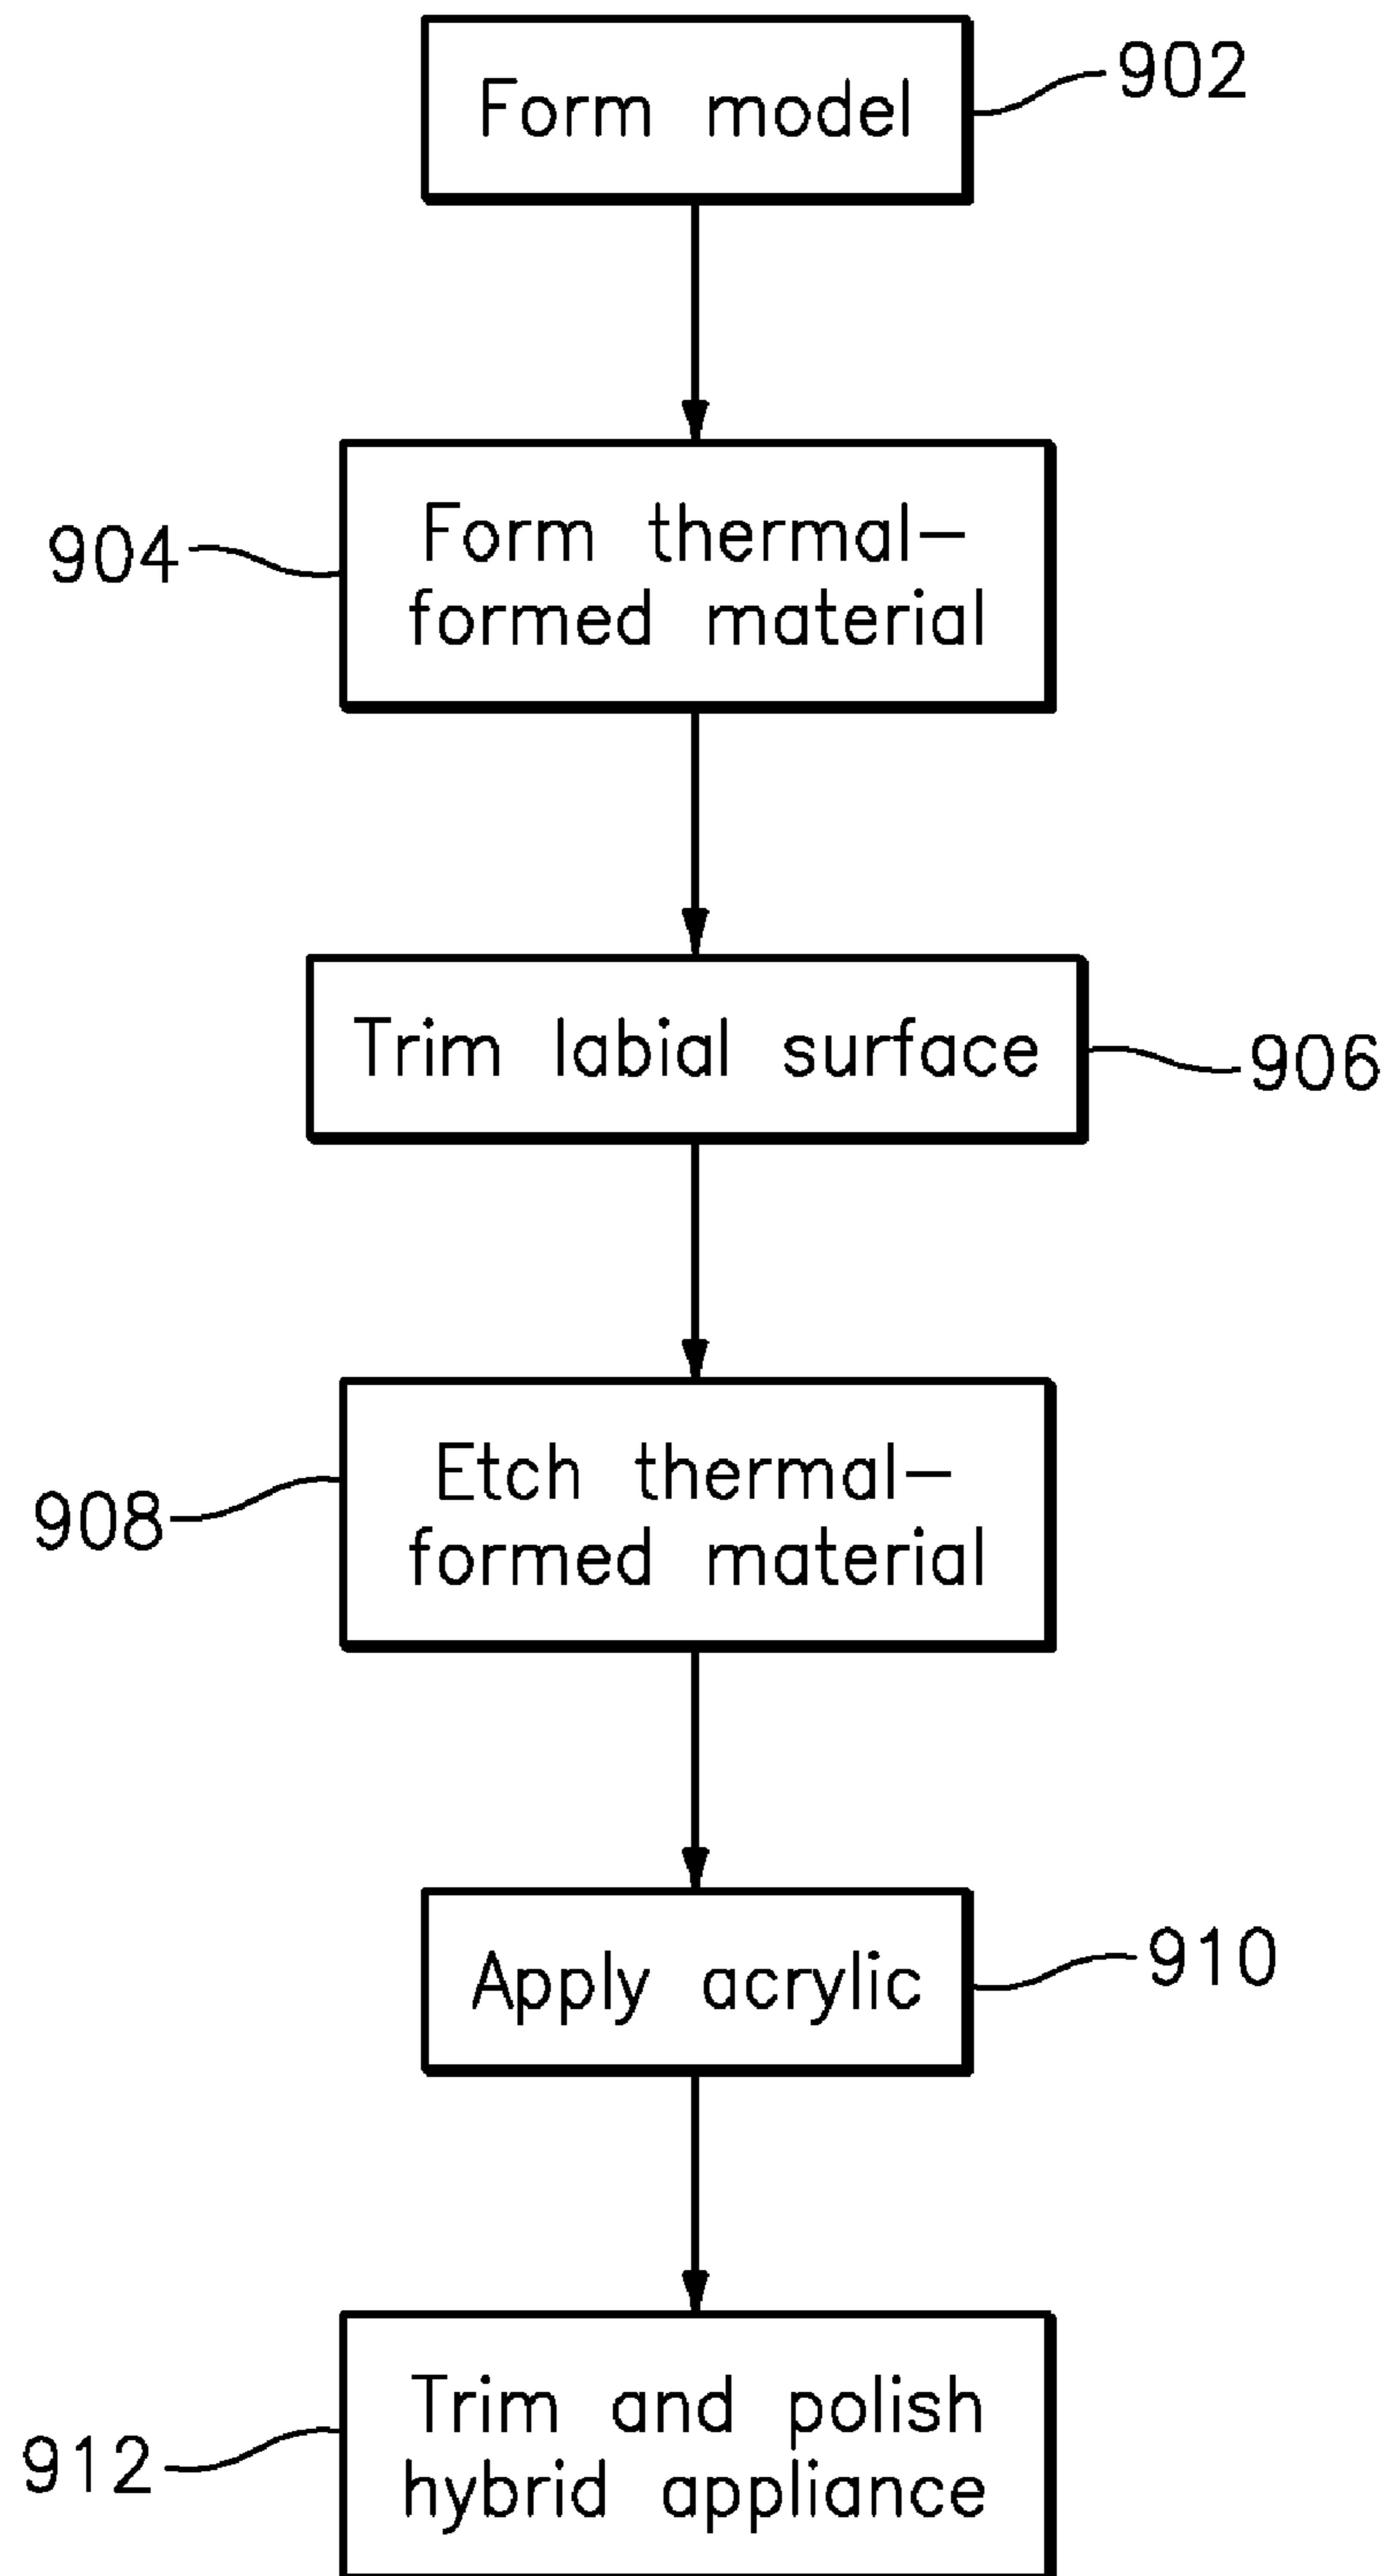 Form model
902
904
Form thermal-
formed material
Trim labial surface
906
908
Etch thermal-
formed material
Apply acrylic
910
912
Trim and polish
hybrid appliance